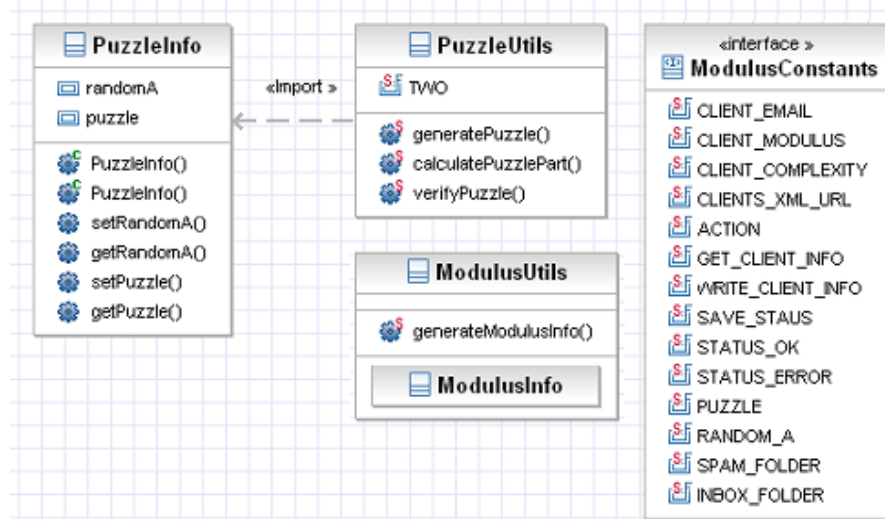 PuzzleInfo
randomA
puzzle
PuzzleInfo()
PuzzleInfo()
setRandomA()
getRandomA()
setPuzzle()
getPuzzle()
«Import »
PuzzleUtils
TWO
generatePuzzle()
calculatePuzzlePart()
verifyPuzzle()
ModulusUtils
generateModulusInfo()
ModulusInfo
«interface »
ModulusConstants
CLIENT_EMAIL
CLIENT_MODULUS
CLIENT_COMPLEXITY
CLIENTS_XML_URL
ACTION
GET_CLIENT_INFO
WRITE_CLIENT_INFO
SAVE_STAUS
STATUS_OK
STATUS_ERROR
PUZZLE
RANDOM_A
SPAM_FOLDER
INBOX_FOLDER